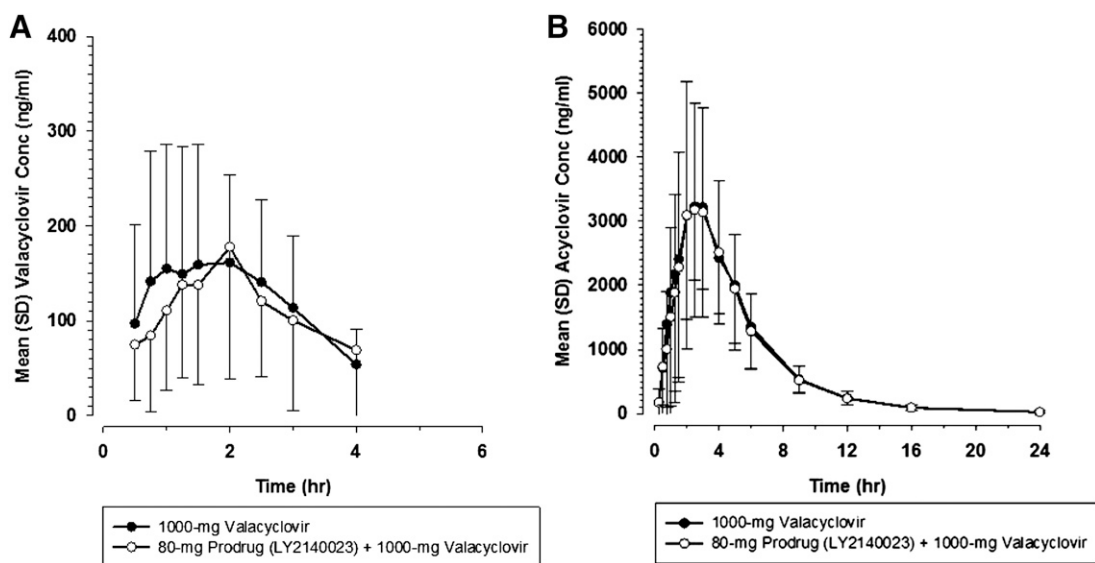 A
Mean (SD) Valacyclovir Conc (ng/ml)
400
300
200
100
0
0 2 4 6
Time (hr)
1000-mg Valacyclovir
80-mg Prodrug (LY2140023) + 1000-mg Valacyclovir
B
Mean (SD) Acyclovir Conc (ng/ml)
6000
5000
4000
3000
2000
1000
0
0 4 8 12 16 20 24
Time (hr)
1000-mg Valacyclovir
80-mg Prodrug (LY2140023) + 1000-mg Valacyclovir